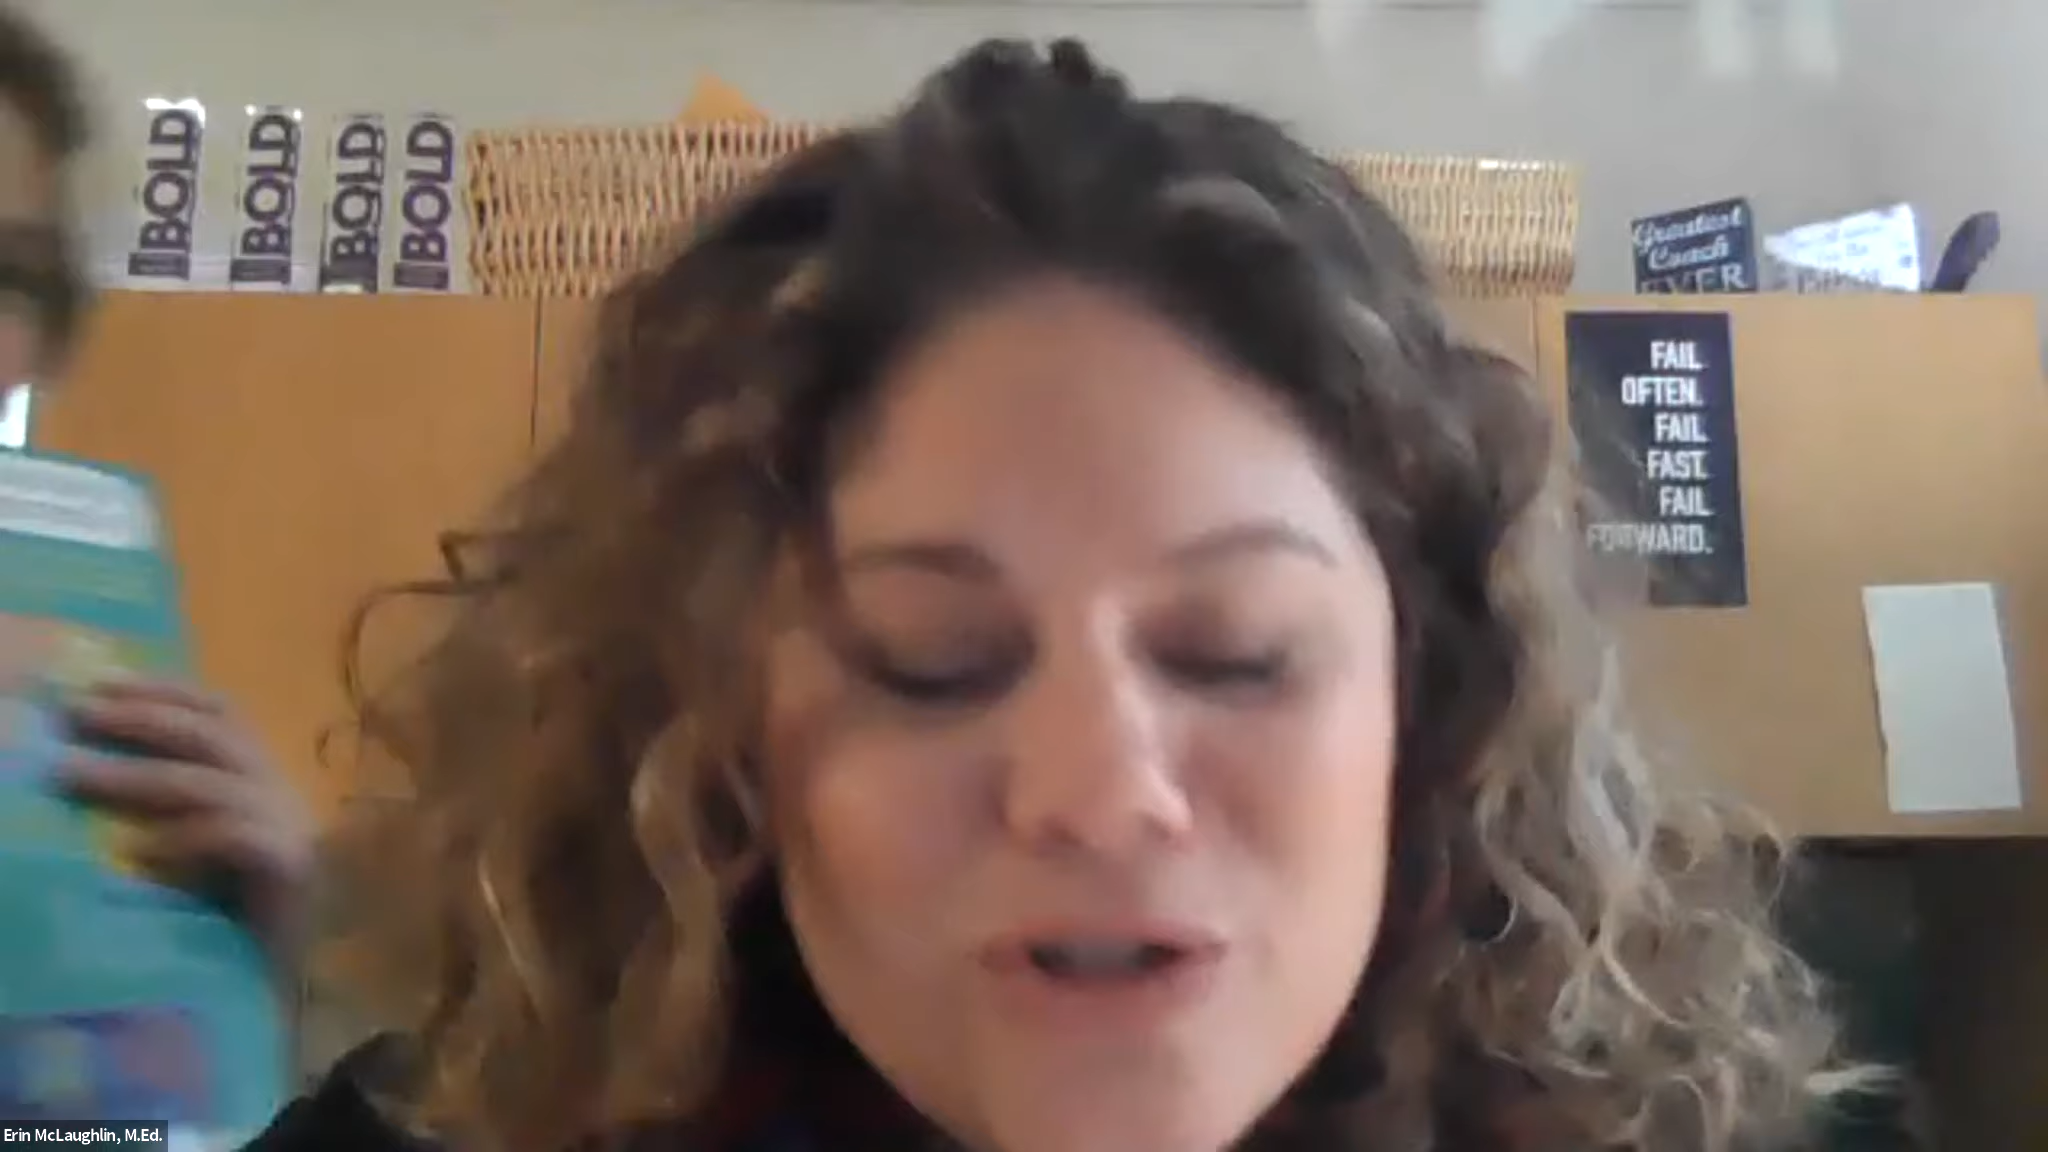 BOLD
BOLD
BOLD
BOLD
Greatest
Coach
EVER
FAIL
OFTEN.
FAIL
FAST.
FAIL
FORWARD.
Erin McLaughlin, M.Ed.